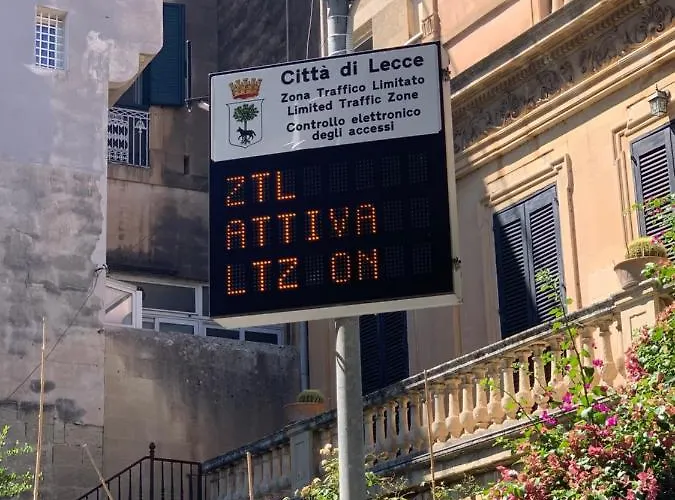 Città di Lecce
Zona Traffico Limitato
Limited Traffic Zone
Controllo elettronico
degli accessi
ZTL
ATTIVA
LTZ ON